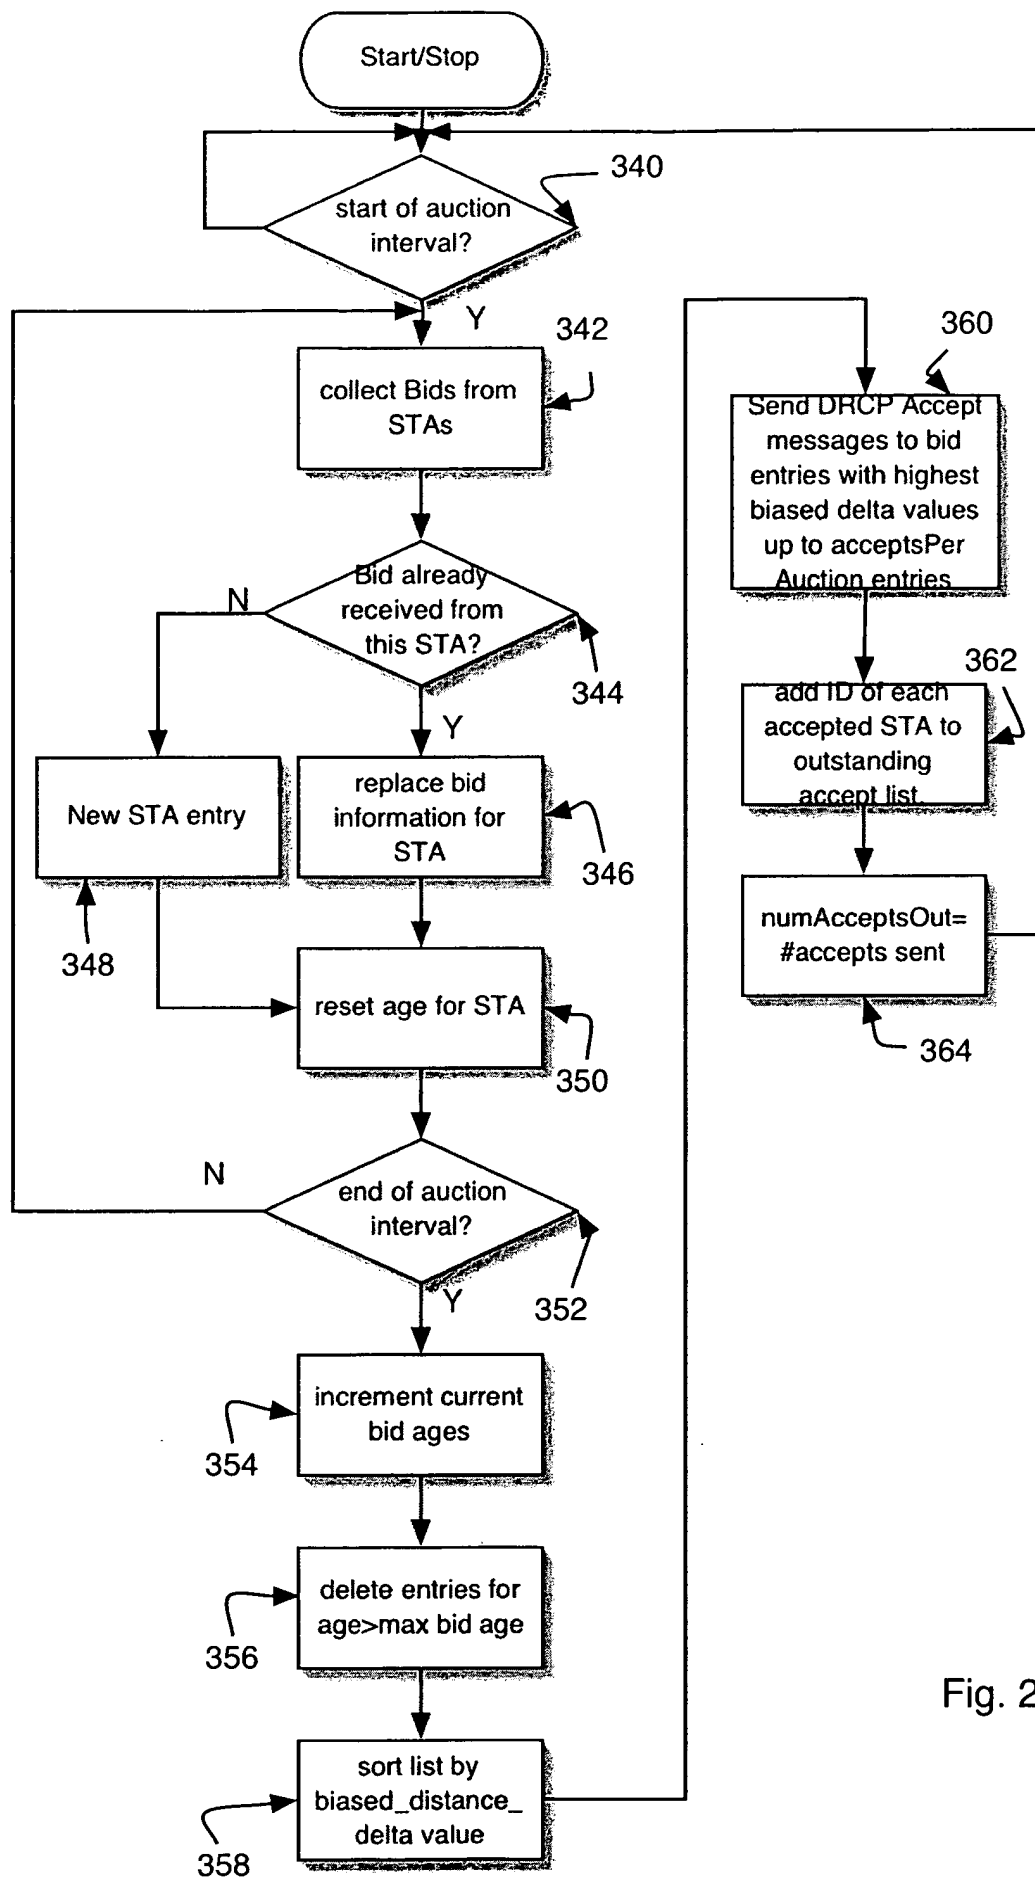 Start/Stop
340
start of auction
interval?
Y
342
collect Bids from
STAs
N
Bid already
received from
this STA?
344
Y
New STA entry
348
replace bid
information for
STA
346
reset age for STA
350
N
end of auction
interval?
352
Y
increment current
bid ages
354
delete entries for
age>max bid age
356
sort list by
biased_distance_
delta value
358
360
Send DRCP Accept
messages to bid
entries with highest
biased delta values
up to acceptsPer
Auction entries
362
add ID of each
accepted STA to
outstanding
accept list.
numAcceptsOut=
#accepts sent
364
Fig. 2